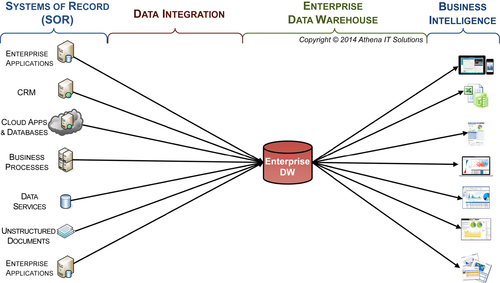 SYSTEMS OF RECORD
(SOR)
DATA INTEGRATION
ENTERPRISE
DATA WAREHOUSE
BUSINESS
INTELLIGENCE
Copyright © 2014 Athena IT Solutions
ENTERPRISE
APPLICATIONS
CRM
CLOUD APPS
& DATABASES
BUSINESS
PROCESSES
DATA
SERVICES
UNSTRUCTURED
DOCUMENTS
ENTERPRISE
APPLICATIONS
Enterprise
DW